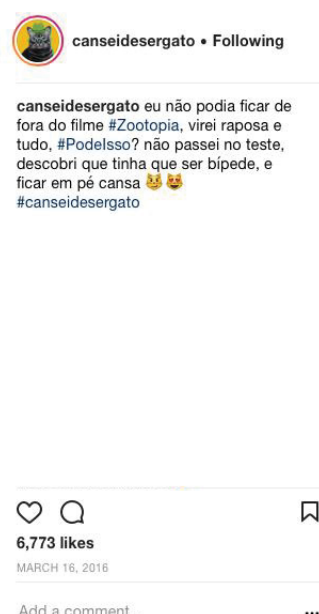 canseidesergato • Following
canseidesergato eu não podia ficar de
fora do filme #Zootopia, virei raposa e
tudo, #PodeIsso? não passei no teste,
descobri que tinha que ser bípede, e
ficar em pé cansa 😼😻
#canseidesergato
6,773 likes
MARCH 16, 2016
Add a comment...